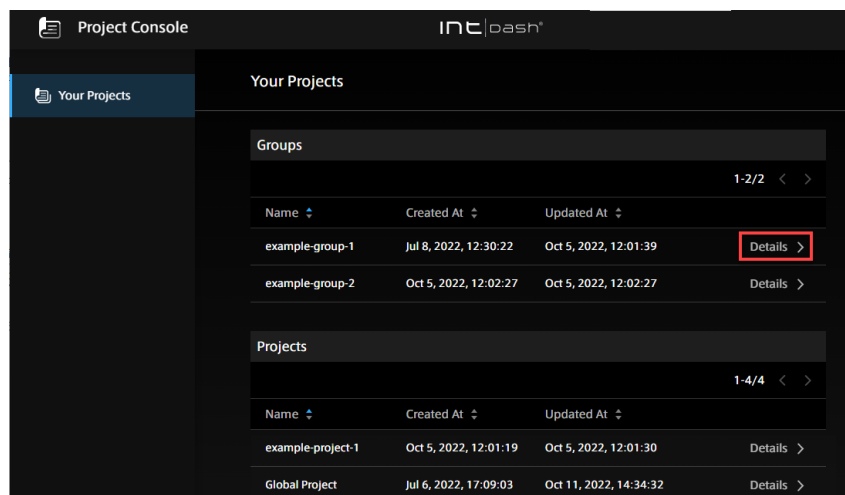 Project Console
INT|DASH®
Your Projects
Your Projects
Groups
1-2/2
Name Created At Updated At
example-group-1 Jul 8, 2022, 12:30:22 Oct 5, 2022, 12:01:39 Details
example-group-2 Oct 5, 2022, 12:02:27 Oct 5, 2022, 12:02:27 Details
Projects
1-4/4
Name Created At Updated At
example-project-1 Oct 5, 2022, 12:01:19 Oct 5, 2022, 12:01:30 Details
Global Project Jul 6, 2022, 17:09:03 Oct 11, 2022, 14:34:32 Details